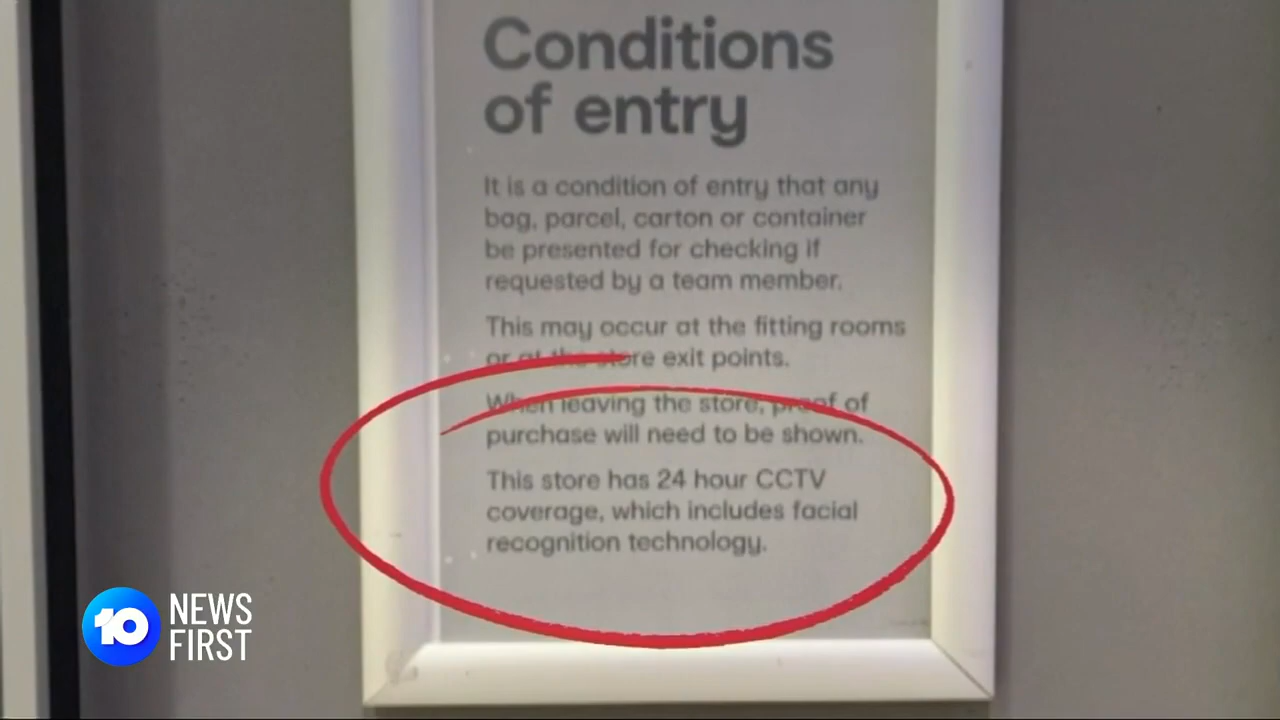 Conditions
of entry
It is a condition of entry that any
bag, parcel, carton or container
be presented for checking if
requested by a team member.
This may occur at the fitting rooms
or at the store exit points.
When leaving the store, proof of
purchase will need to be shown.
This store has 24 hour CCTV
coverage, which includes facial
recognition technology.
10 NEWS
FIRST